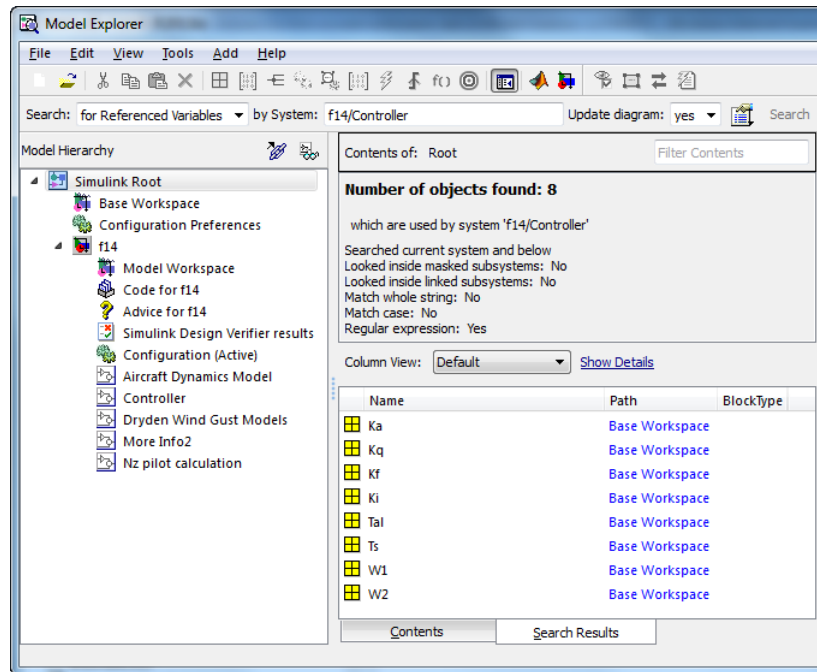 Model Explorer
File Edit View Tools Add Help
f()
Search: for Referenced Variables by System: f14/Controller Update diagram: yes Search
Model Hierarchy
Simulink Root
Base Workspace
Configuration Preferences
f14
Model Workspace
Code for f14
Advice for f14
Simulink Design Verifier results
Configuration (Active)
Aircraft Dynamics Model
Controller
Dryden Wind Gust Models
More Info2
Nz pilot calculation
Contents of: Root Filter Contents
Number of objects found: 8
which are used by system 'f14/Controller'
Searched current system and below
Looked inside masked subsystems: No
Looked inside linked subsystems: No
Match whole string: No
Match case: No
Regular expression: Yes
Column View: Default Show Details
Name Path BlockType
Ka Base Workspace
Kq Base Workspace
Kf Base Workspace
Ki Base Workspace
Tal Base Workspace
Ts Base Workspace
W1 Base Workspace
W2 Base Workspace
Contents Search Results